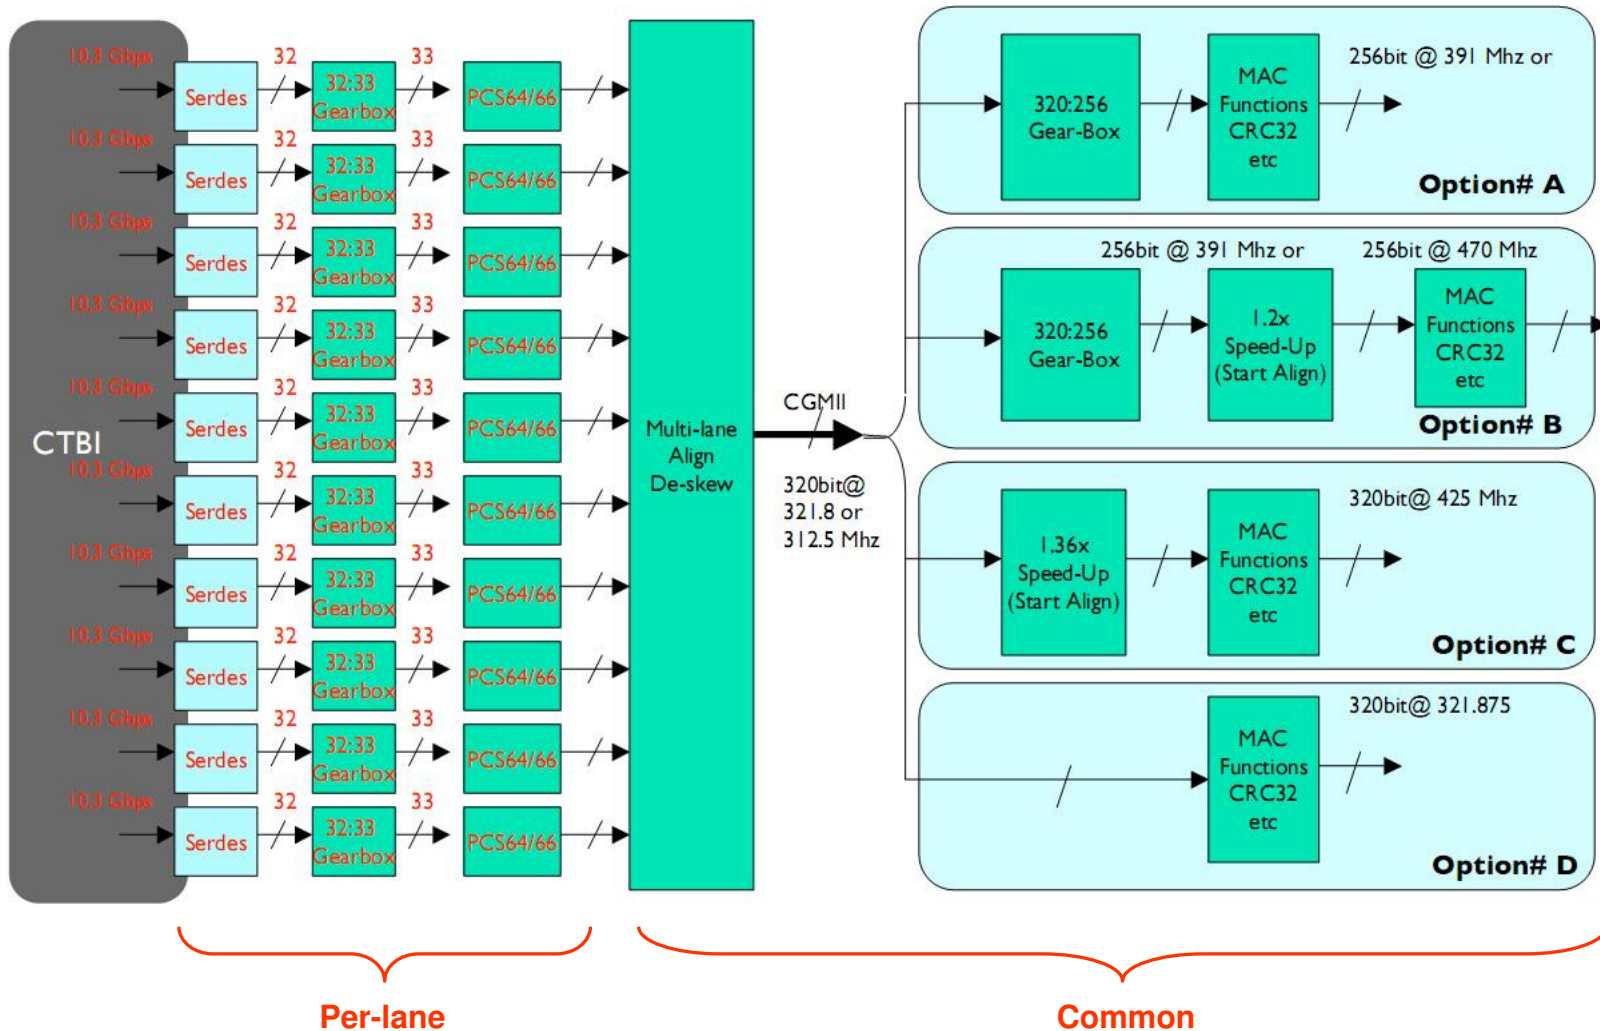 CTBI
10.3 Gbps
32
33
Serdes
32:33
Gearbox
PCS64/66
10.3 Gbps
32
33
Serdes
32:33
Gearbox
PCS64/66
10.3 Gbps
32
33
Serdes
32:33
Gearbox
PCS64/66
10.3 Gbps
32
33
Serdes
32:33
Gearbox
PCS64/66
10.3 Gbps
32
33
Serdes
32:33
Gearbox
PCS64/66
10.3 Gbps
32
33
Serdes
32:33
Gearbox
PCS64/66
10.3 Gbps
32
33
Serdes
32:33
Gearbox
PCS64/66
10.3 Gbps
32
33
Serdes
32:33
Gearbox
PCS64/66
10.3 Gbps
32
33
Serdes
32:33
Gearbox
PCS64/66
10.3 Gbps
32
33
Serdes
32:33
Gearbox
PCS64/66
Multi-lane
Align
De-skew
CGMII
320bit@
321.8 or
312.5 Mhz
320:256
Gear-Box
MAC
Functions
CRC32
etc
256bit @ 391 Mhz or
Option# A
256bit @ 391 Mhz or
256bit @ 470 Mhz
320:256
Gear-Box
1.2x
Speed-Up
(Start Align)
MAC
Functions
CRC32
etc
Option# B
1.36x
Speed-Up
(Start Align)
MAC
Functions
CRC32
etc
320bit@ 425 Mhz
Option# C
MAC
Functions
CRC32
etc
320bit@ 321.875
Option# D
Per-lane
Common